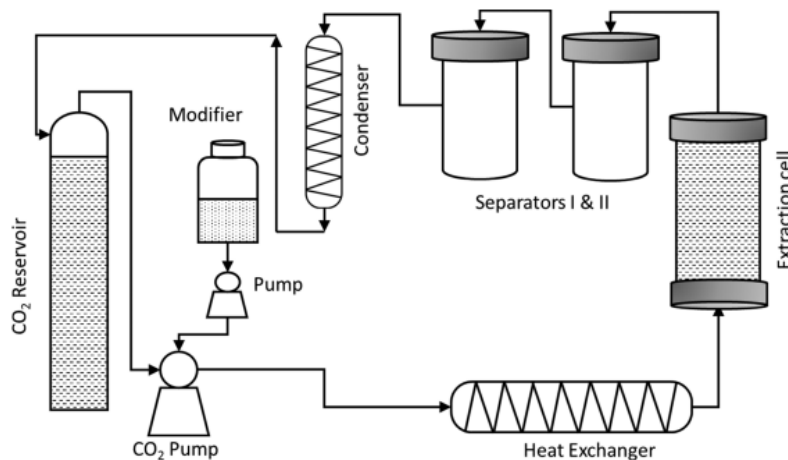 Modifier
Condenser
Separators I & II
Extraction cell
CO₂ Reservoir
Pump
CO₂ Pump
Heat Exchanger